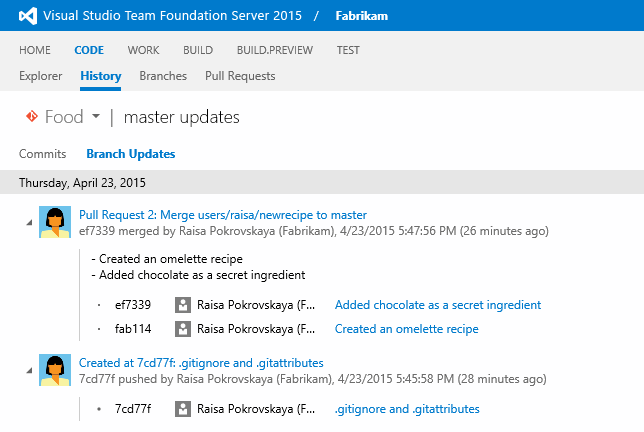 Visual Studio Team Foundation Server 2015 / Fabrikam
HOME CODE WORK BUILD BUILD.PREVIEW TEST
Explorer History Branches Pull Requests
Food | master updates
Commits Branch Updates
Thursday, April 23, 2015
Pull Request 2: Merge users/raisa/newrecipe to master
ef7339 merged by Raisa Pokrovskaya (Fabrikam), 4/23/2015 5:47:56 PM (26 minutes ago)
- Created an omelette recipe
- Added chocolate as a secret ingredient
ef7339 Raisa Pokrovskaya (F... Added chocolate as a secret ingredient
fab114 Raisa Pokrovskaya (F... Created an omelette recipe
Created at 7cd77f: .gitignore and .gitattributes
7cd77f pushed by Raisa Pokrovskaya (Fabrikam), 4/23/2015 5:45:58 PM (28 minutes ago)
7cd77f Raisa Pokrovskaya (F... .gitignore and .gitattributes